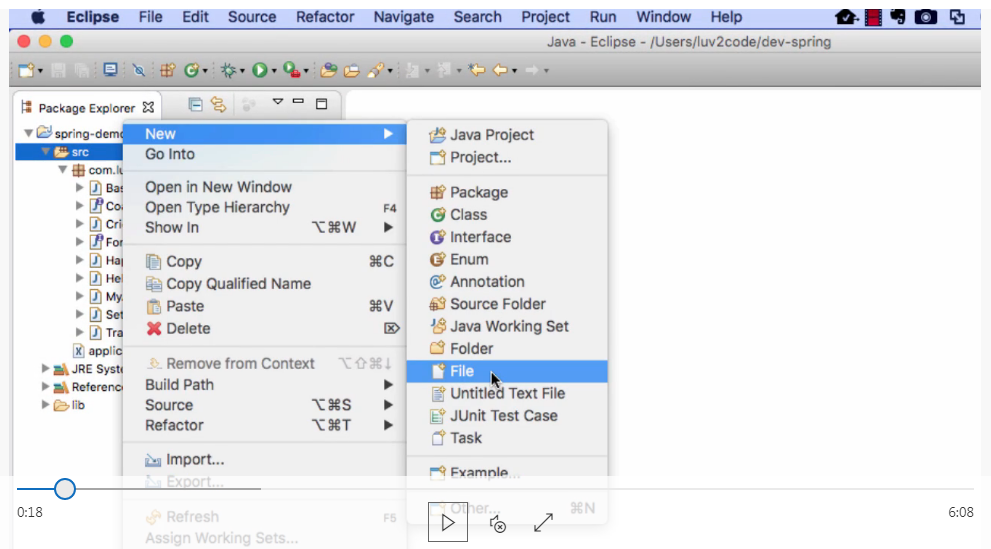 Eclipse File Edit Source Refactor Navigate Search Project Run Window Help
Java - Eclipse - /Users/luv2code/dev-spring
Package Explorer
spring-demo
src
com.lu
Bas
Co
Cri
For
Hap
Hel
My
Set
Tra
applic
JRE Syste
Reference
lib
New
Go Into
Open in New Window
Open Type Hierarchy F4
Show In ⌥⌘W
Copy ⌘C
Copy Qualified Name
Paste ⌘V
Delete ⌦
Remove from Context ⌥⇧⌘↓
Build Path
Source ⌥⌘S
Refactor ⌥⌘T
Import...
Export...
Refresh F5
Assign Working Sets...
Java Project
Project...
Package
Class
Interface
Enum
Annotation
Source Folder
Java Working Set
Folder
File
Untitled Text File
JUnit Test Case
Task
Example...
Other... ⌘N
0:18
6:08